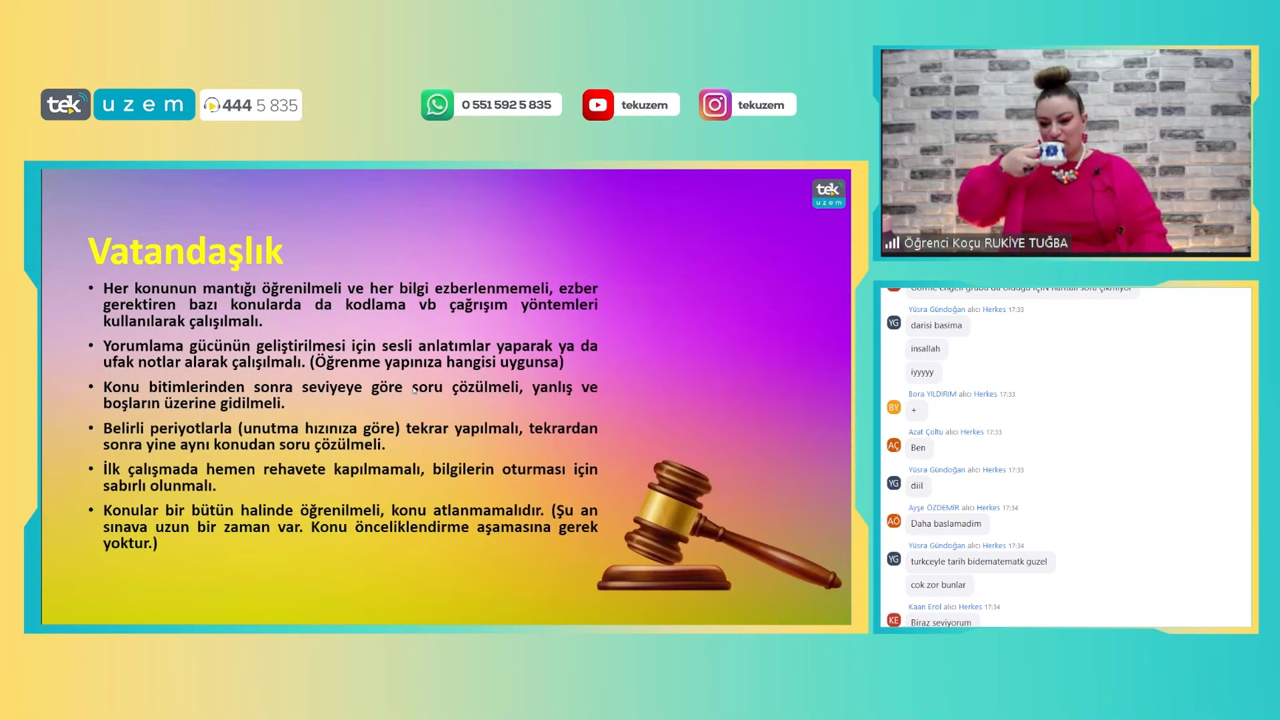 tek uzem 444 5 835
0 551 592 5 835
tekuzem
tekuzem
tek
uzem
Vatandaşlık
• Her konunun mantığı öğrenilmeli ve her bilgi ezberlenmemeli, ezber
gerektiren bazı konularda da kodlama vb çağrışım yöntemleri
kullanılarak çalışılmalı.
• Yorumlama gücünün geliştirilmesi için sesli anlatımlar yaparak ya da
ufak notlar alarak çalışılmalı. (Öğrenme yapınıza hangisi uygunsa)
• Konu bitimlerinden sonra seviyeye göre soru çözülmeli, yanlış ve
boşların üzerine gidilmeli.
• Belirli periyotlarla (unutma hızınıza göre) tekrar yapılmalı, tekrardan
sonra yine aynı konudan soru çözülmeli.
• İlk çalışmada hemen rehavete kapılmamalı, bilgilerin oturması için
sabırlı olunmalı.
• Konular bir bütün halinde öğrenilmeli, konu atlanmamalıdır. (Şu an
sınava uzun bir zaman var. Konu önceliklendirme aşamasına gerek
yoktur.)
Öğrenci Koçu RUKİYE TUĞBA
Yüsra Gündoğan alıcı Herkes 17:33
YG darisi basima
insallah
iyyyyy
Bora YILDIRIM alıcı Herkes 17:33
BY +
Azat Çoltu alıcı Herkes 17:33
AÇ Ben
Yüsra Gündoğan alıcı Herkes 17:33
YG diil
Ayşe ÖZDEMİR alıcı Herkes 17:34
AÖ Daha baslamadim
Yüsra Gündoğan alıcı Herkes 17:34
YG turkceyle tarih bidematematk guzel
cok zor bunlar
Kaan Erol alıcı Herkes 17:34
KE Biraz seviyorum